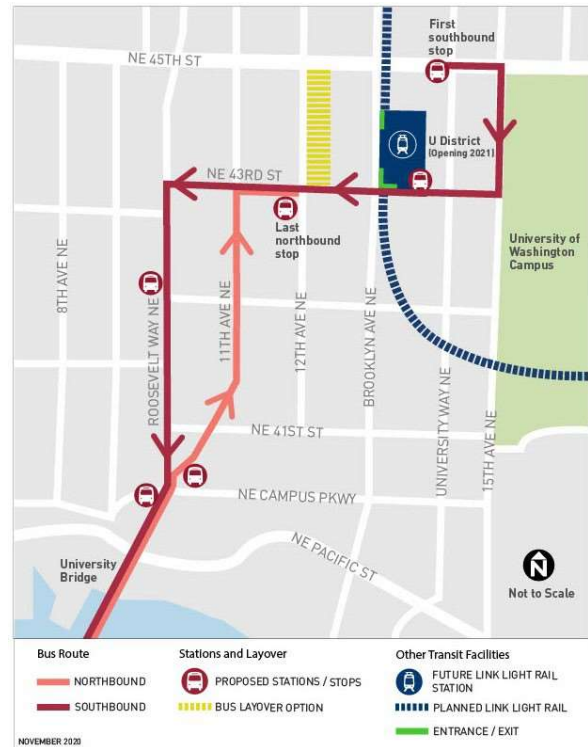 First
southbound
stop
NE 45TH ST
U District
(Opening 2021)
NE 43RD ST
Last
northbound
stop
University of
Washington
Campus
8TH AVE NE
ROOSEVELT WAY NE
11TH AVE NE
12TH AVE NE
BROOKLYN AVE NE
UNIVERSITY WAY NE
15TH AVE NE
NE 41ST ST
NE CAMPUS PKWY
NE PACIFIC ST
University
Bridge
N
Not to Scale
Bus Route
NORTHBOUND
SOUTHBOUND
Stations and Layover
PROPOSED STATIONS / STOPS
BUS LAYOVER OPTION
Other Transit Facilities
FUTURE LINK LIGHT RAIL
STATION
PLANNED LINK LIGHT RAIL
ENTRANCE / EXIT
NOVEMBER 2020